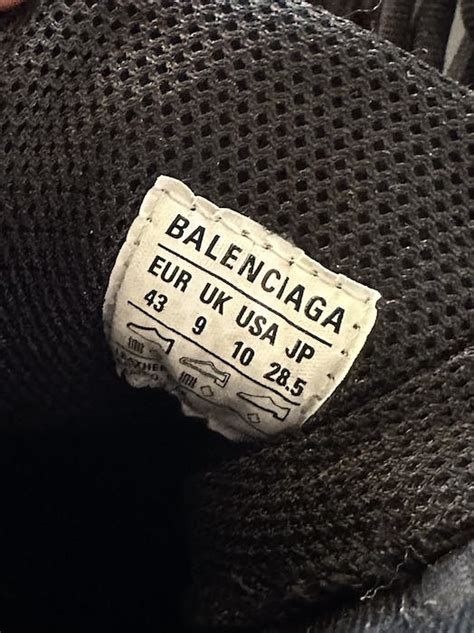 BALENCIAGA
EUR UK USA JP
43 9 10 28.5